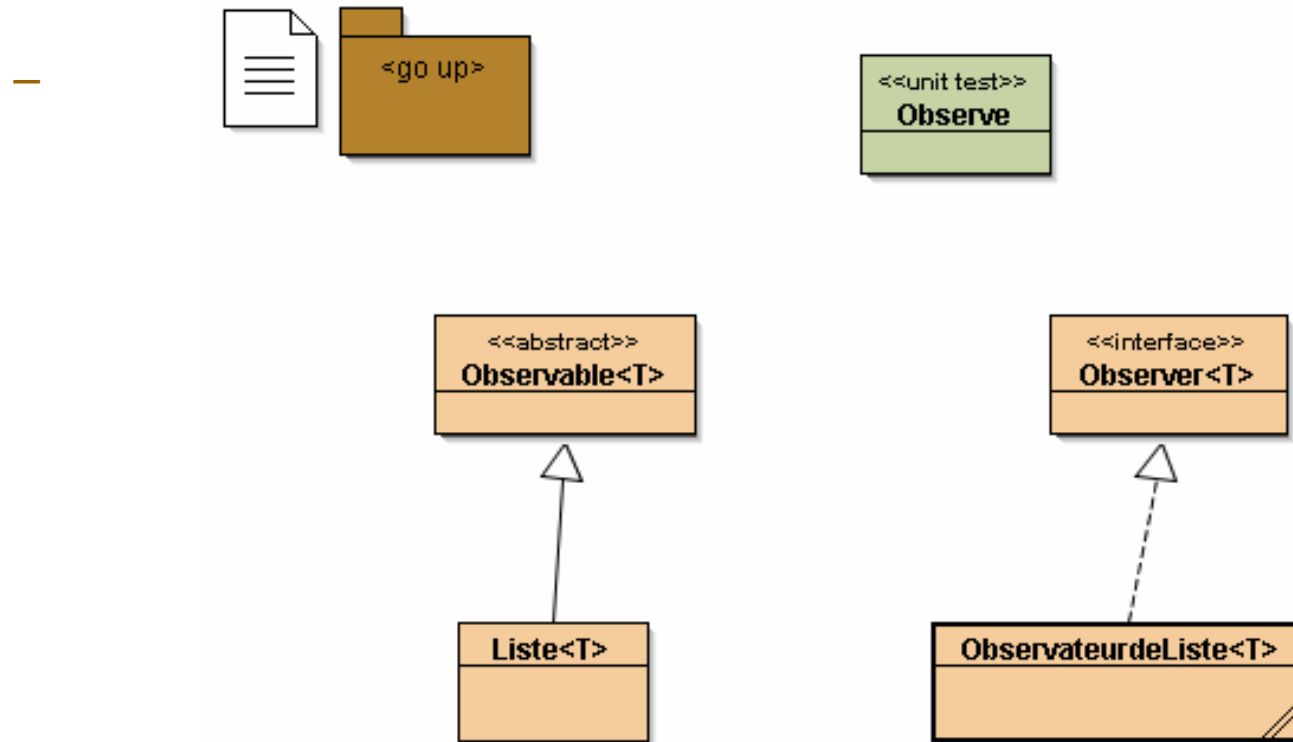 <go up>
<<unit test>>
Observe
<<abstract>>
Observable<T>
<<interface>>
Observer<T>
Liste<T>
ObservateurdeListe<T>